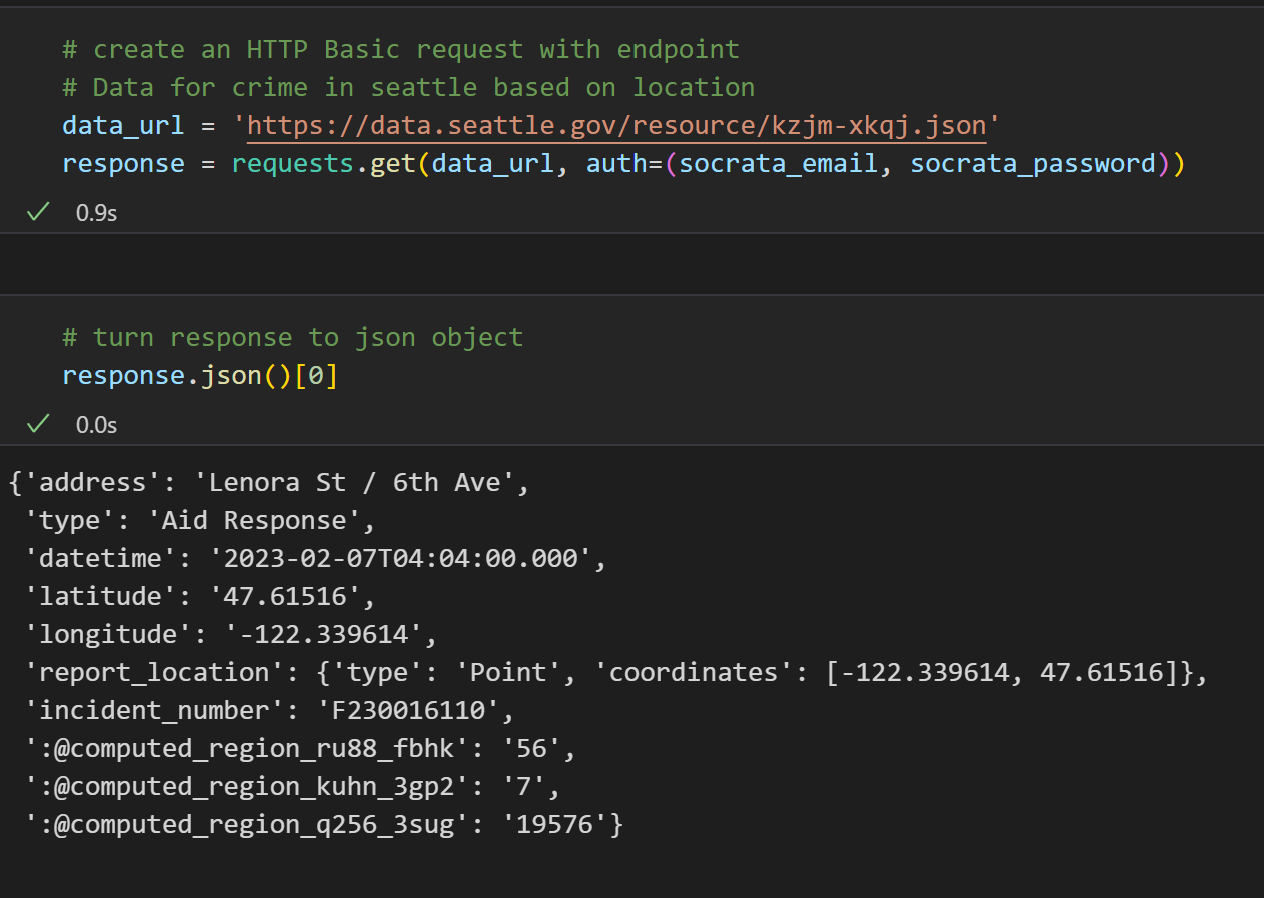 # create an HTTP Basic request with endpoint
# Data for crime in seattle based on location
data_url = 'https://data.seattle.gov/resource/kzjm-xkqj.json'
response = requests.get(data_url, auth=(socrata_email, socrata_password))
✓ 0.9s
# turn response to json object
response.json()[0]
✓ 0.0s
{'address': 'Lenora St / 6th Ave',
'type': 'Aid Response',
'datetime': '2023-02-07T04:04:00.000',
'latitude': '47.61516',
'longitude': '-122.339614',
'report_location': {'type': 'Point', 'coordinates': [-122.339614, 47.61516]},
'incident_number': 'F230016110',
':@computed_region_ru88_fbhk': '56',
':@computed_region_kuhn_3gp2': '7',
':@computed_region_q256_3sug': '19576'}